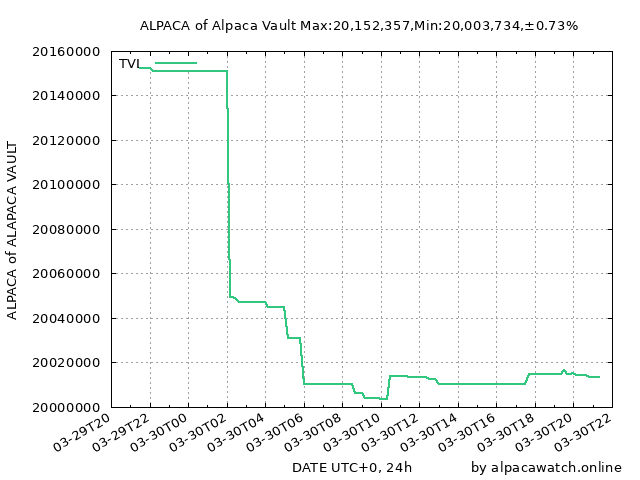 ALPACA of Alpaca Vault Max:20,152,357,Min:20,003,734,±0.73%
TVL
20160000
20140000
20120000
20100000
20080000
20060000
20040000
20020000
20000000
ALPACA of ALAPACA VAULT
03-29T20
03-29T22
03-30T00
03-30T02
03-30T04
03-30T06
03-30T08
03-30T10
03-30T12
03-30T14
03-30T16
03-30T18
03-30T20
03-30T22
DATE UTC+0, 24h
by alpacawatch.online